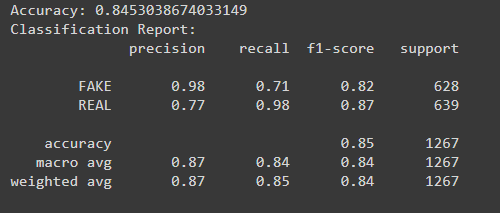 Accuracy: 0.8453038674033149
Classification Report:
precision recall f1-score support
FAKE 0.98 0.71 0.82 628
REAL 0.77 0.98 0.87 639
accuracy 0.85 1267
macro avg 0.87 0.84 0.84 1267
weighted avg 0.87 0.85 0.84 1267